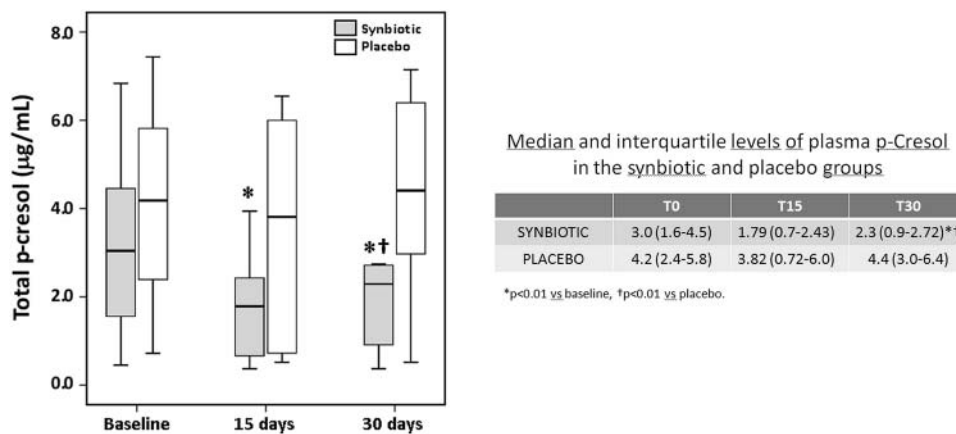 Total p-cresol (µg/mL)
8.0
6.0
4.0
2.0
0.0
Synbiotic
Placebo
*
*†
Baseline 15 days 30 days
Median and interquartile levels of plasma p-Cresol
in the synbiotic and placebo groups
T0 T15 T30
SYNBIOTIC 3.0 (1.6-4.5) 1.79 (0.7-2.43) 2.3 (0.9-2.72)*†
PLACEBO 4.2 (2.4-5.8) 3.82 (0.72-6.0) 4.4 (3.0-6.4)
*p<0.01 vs baseline, †p<0.01 vs placebo.